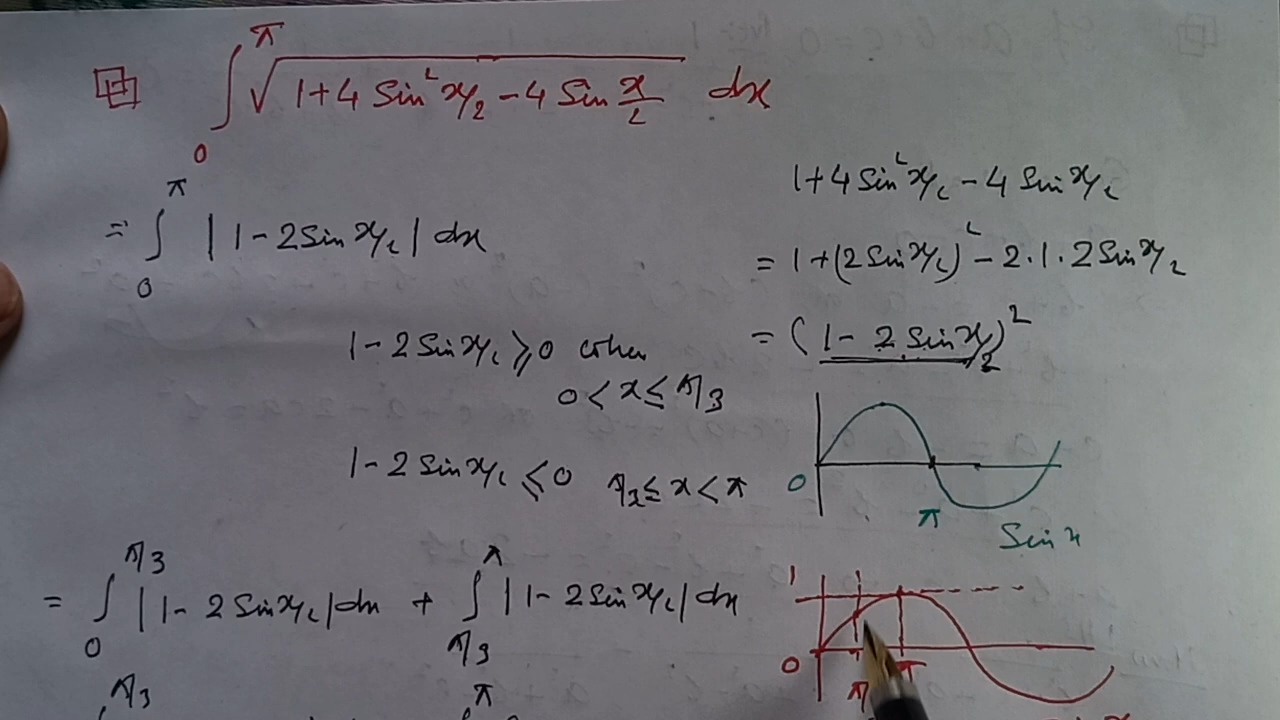 ∫₀^π √(1+4 Sin² x/2 - 4 Sin x/2) dx
= ∫₀^π |1-2Sin x/2| dx
1+4 Sin² x/2 - 4 Sin x/2
= 1+(2 Sin x/2)² - 2.1.2 Sin x/2
= (1- 2 Sin x/2)²
1-2 Sin x/2 ≥ 0 when
0 < x ≤ π/3
1-2 Sin x/2 ≤ 0 π/3 ≤ x < π
0
π
Sin x
= ∫₀^π/3 |1- 2 Sin x/2| dx + ∫_π/3^π |1-2 Sin x/2| dx
1
0
π
π
π/3
π